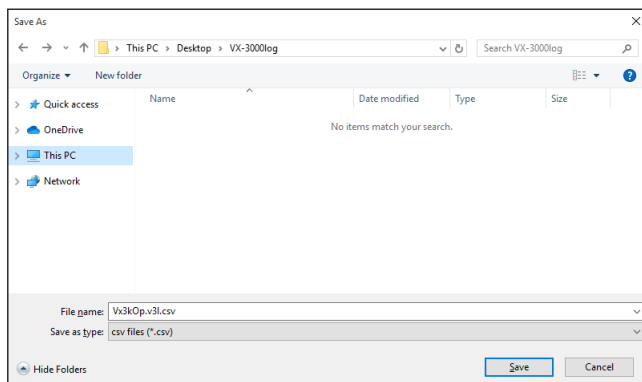 Save As
This PC > Desktop > VX-3000log
Search VX-3000log
Organize
New folder
Name
Date modified
Type
Size
Quick access
OneDrive
This PC
Network
No items match your search.
File name: Vx3kOp.v3l.csv
Save as type: csv files (*.csv)
Hide Folders
Save
Cancel